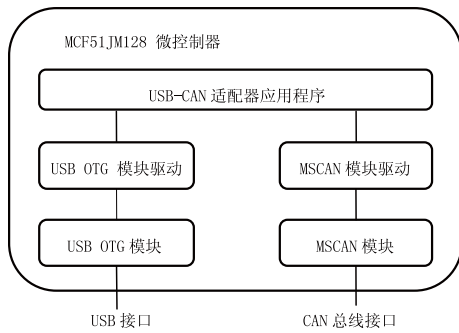 MCF51JM128 微控制器
USB-CAN 适配器应用程序
USB OTG 模块驱动
MSCAN 模块驱动
USB OTG 模块
MSCAN 模块
USB 接口
CAN 总线接口